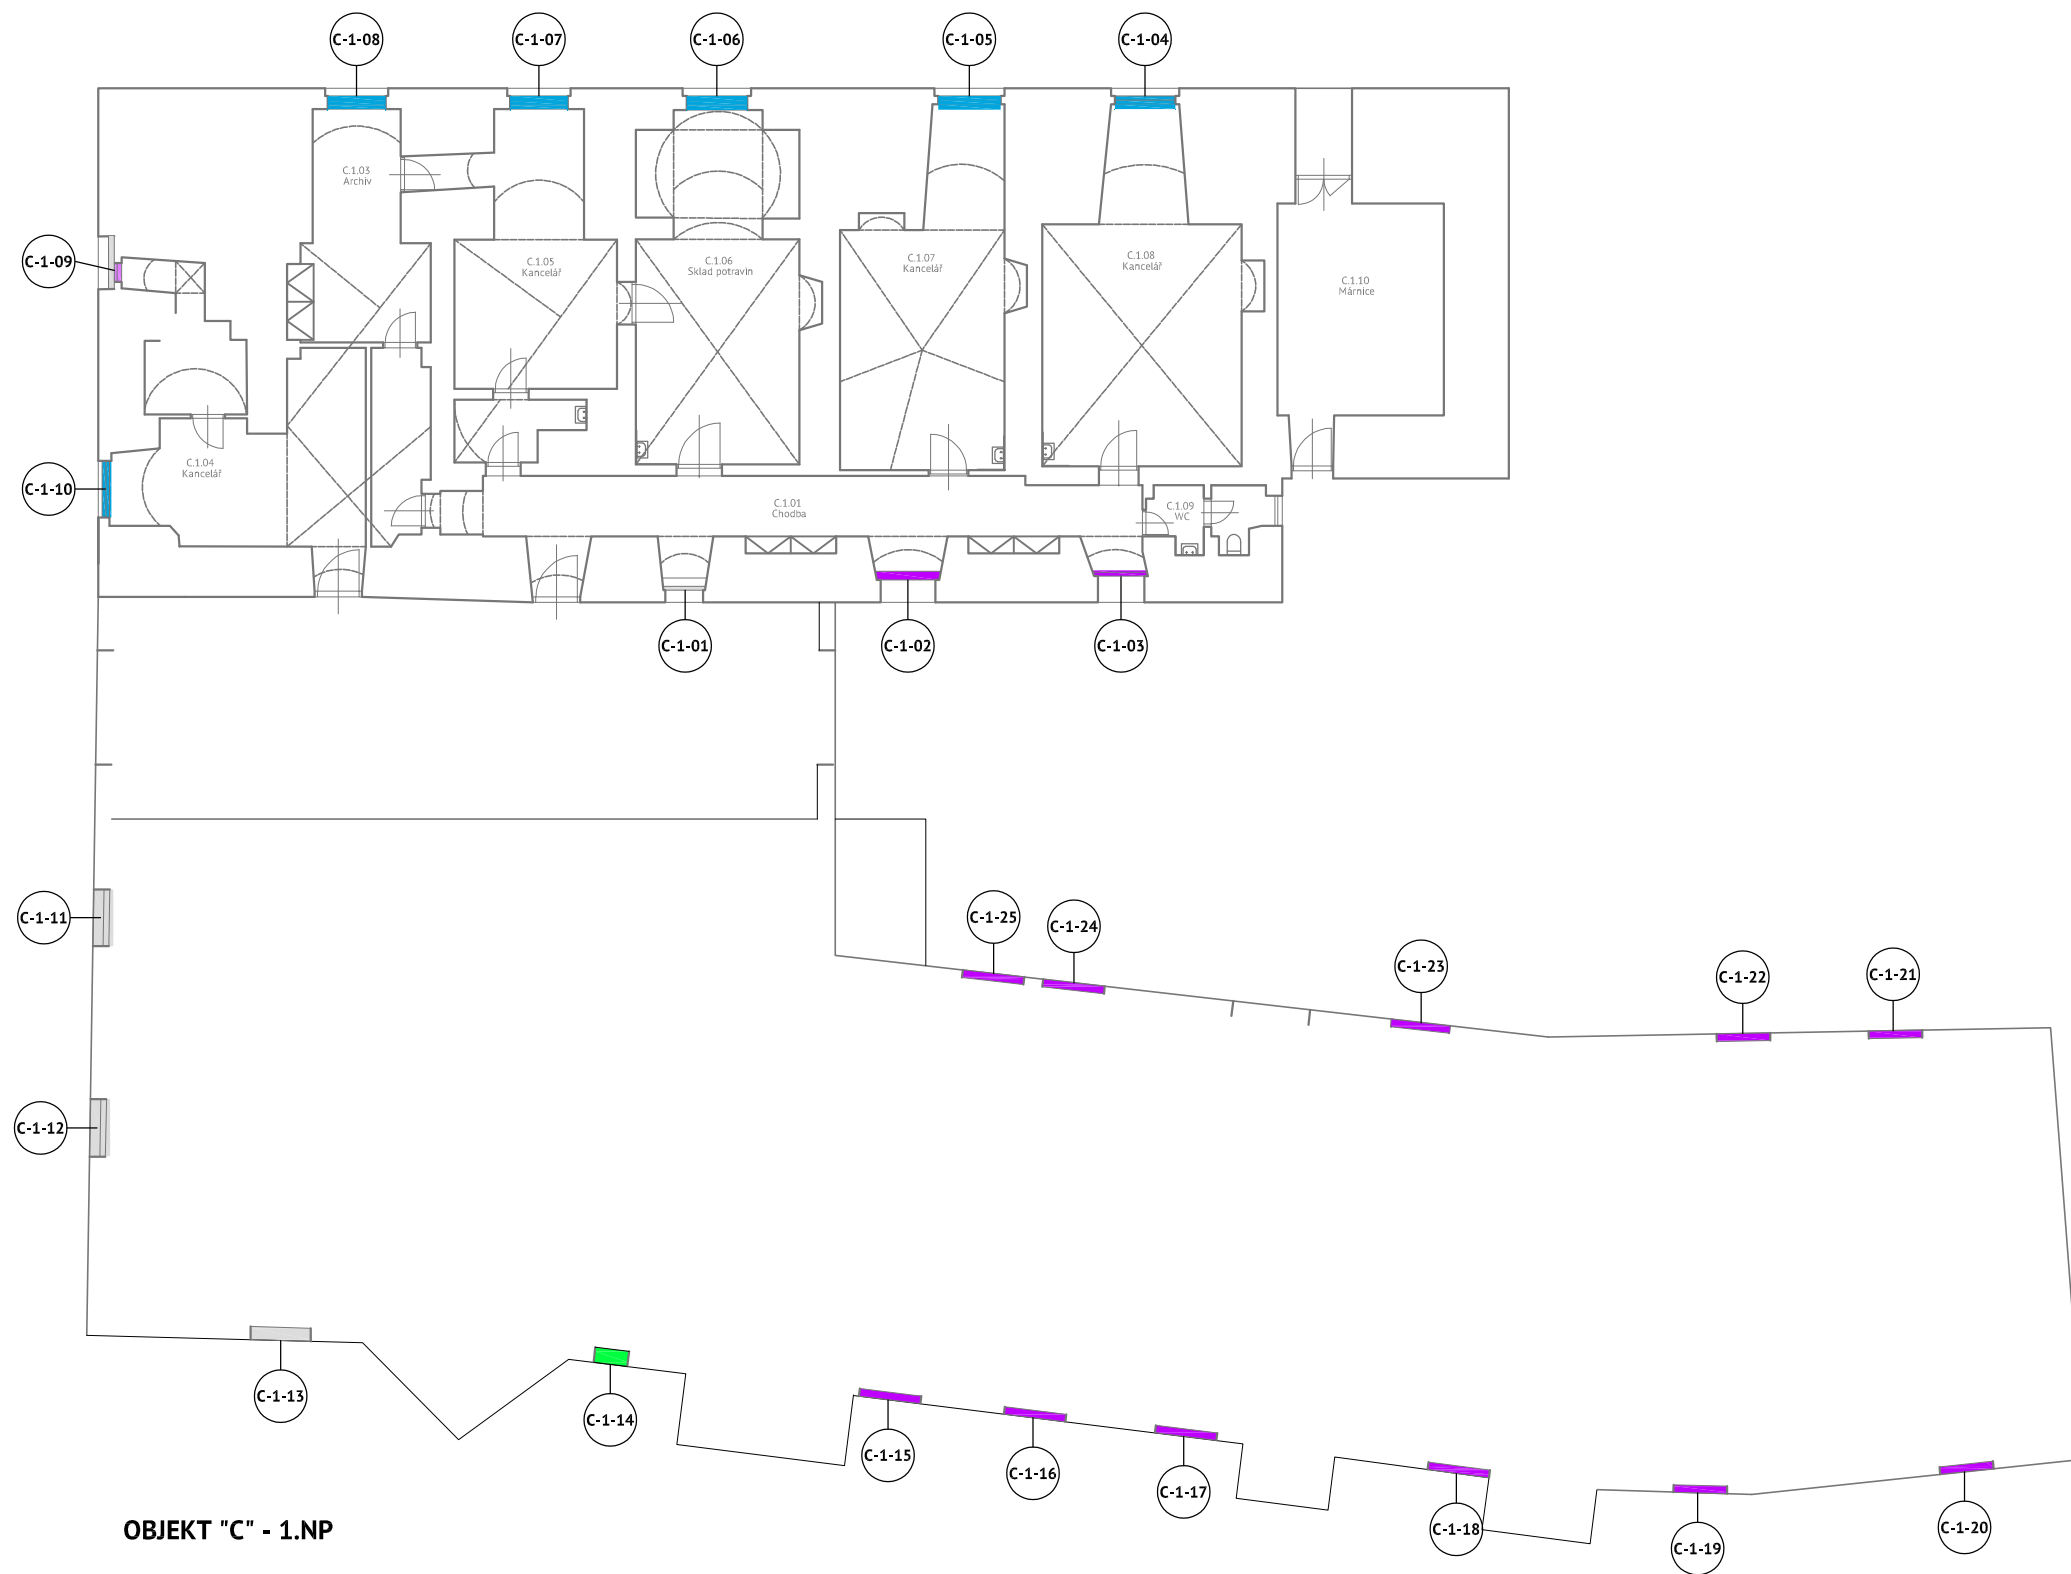 C-1-08
C-1-07
C-1-06
C-1-05
C-1-04
C.1.03
Archiv
C-1-09
C.1.05
Kancelář
C.1.06
Sklad potravin
C.1.07
Kancelář
C.1.08
Kancelář
C.1.10
Márnice
C.1.04
Kancelář
C-1-10
C.1.01
Chodba
C.1.09
WC
C-1-01
C-1-02
C-1-03
C-1-11
C-1-25
C-1-24
C-1-23
C-1-22
C-1-21
C-1-12
C-1-13
C-1-14
C-1-15
C-1-16
C-1-17
C-1-18
C-1-19
C-1-20
OBJEKT "C" - 1.NP